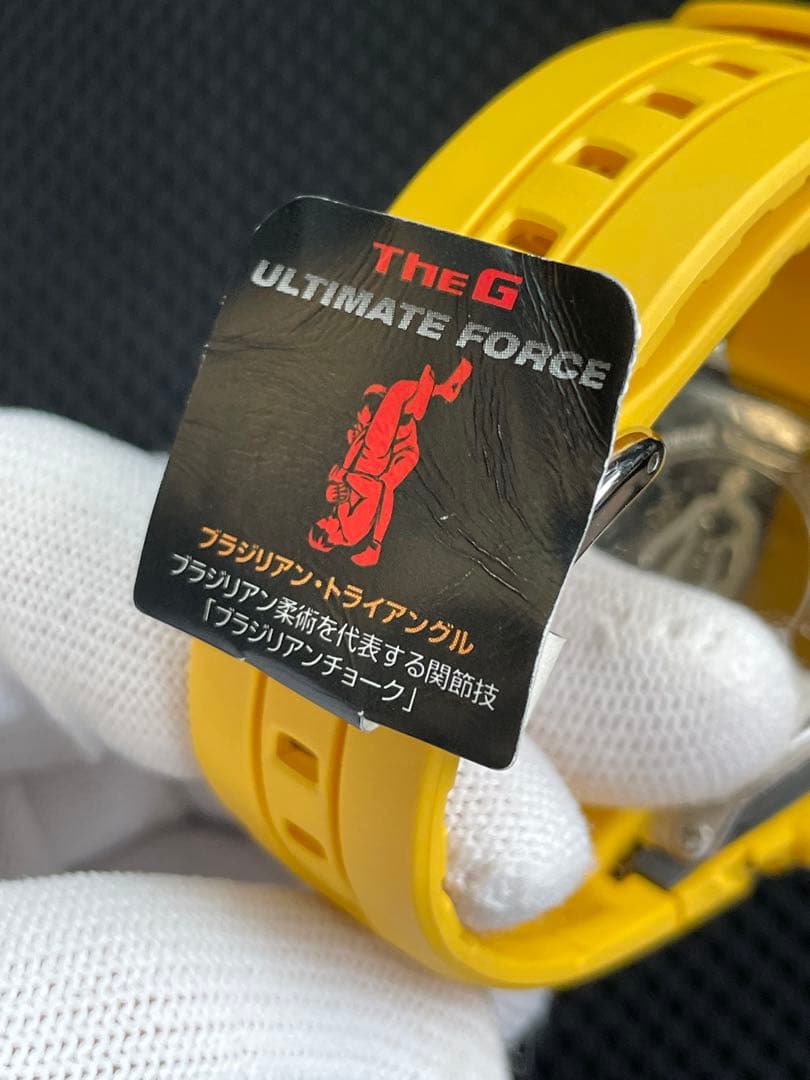 The G
ULTIMATE FORCE
ブラジリアン・トライアングル
ブラジリアン柔術を代表する関節技
「ブラジリアンチョーク」